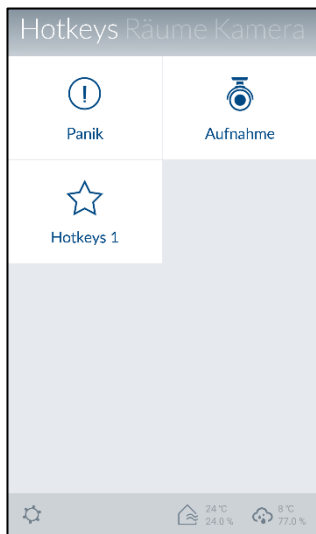 Hotkeys Räume Kamera
Panik
Aufnahme
Hotkeys 1
24 °C
24.0 %
8 °C
77.0 %